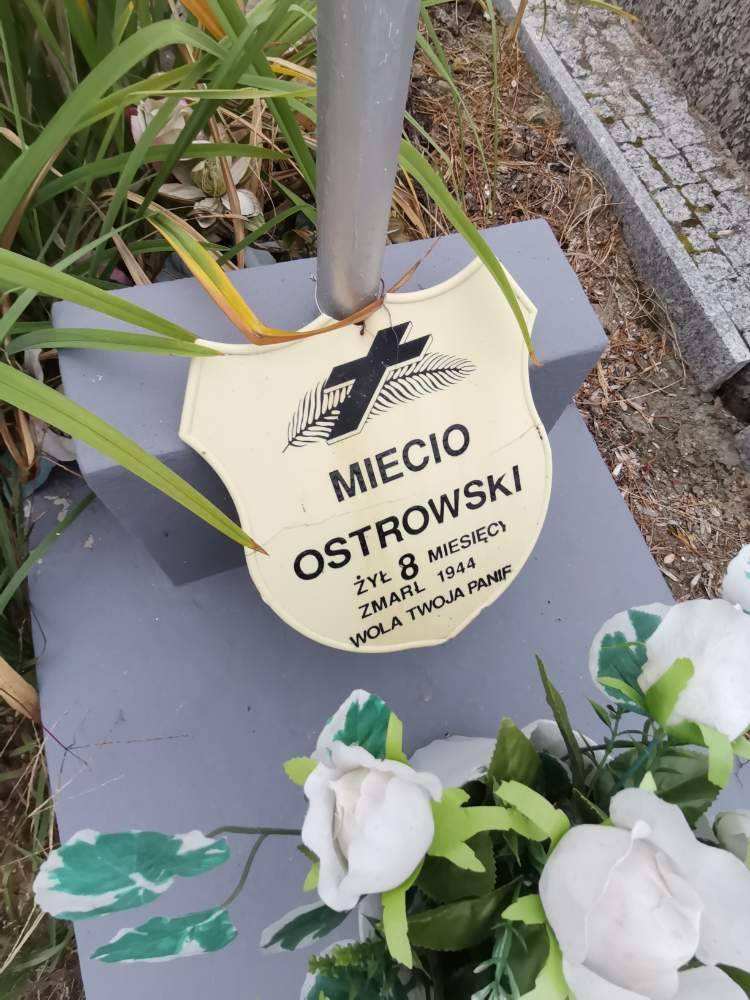 MIECIO
OSTROWSKI
ŻYŁ 8 MIESIĘCY
ZMARŁ 1944
WOLA TWOJA PANIE